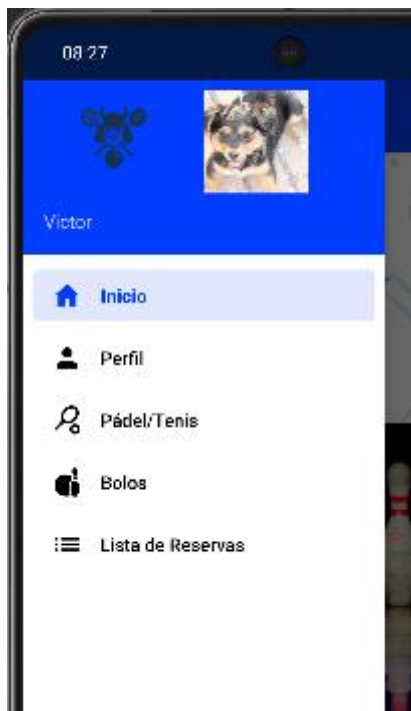 08:27
Victor
Inicio
Perfil
Pádel/Tenis
Bolos
Lista de Reservas